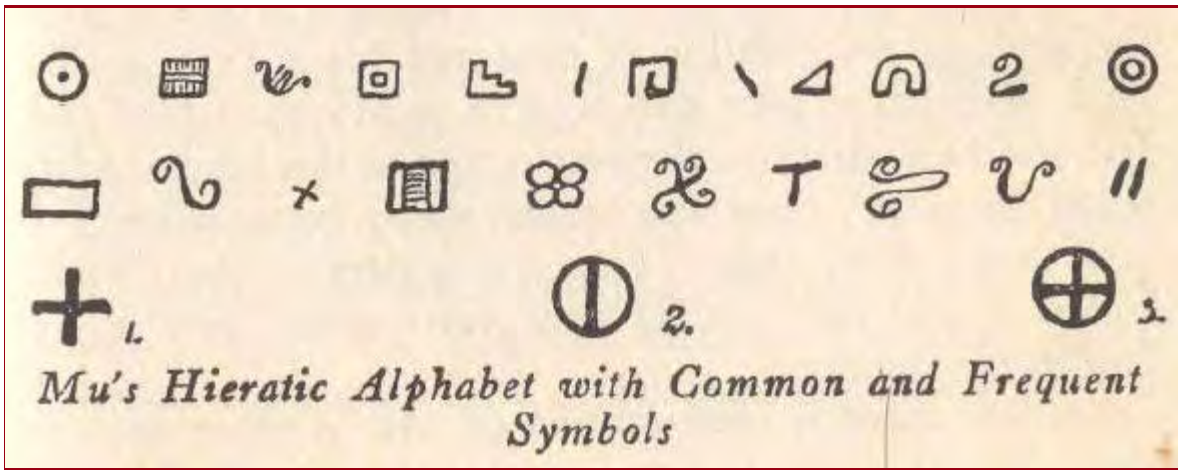 1. 2. 3.
Mu's Hieratic Alphabet with Common and Frequent
Symbols